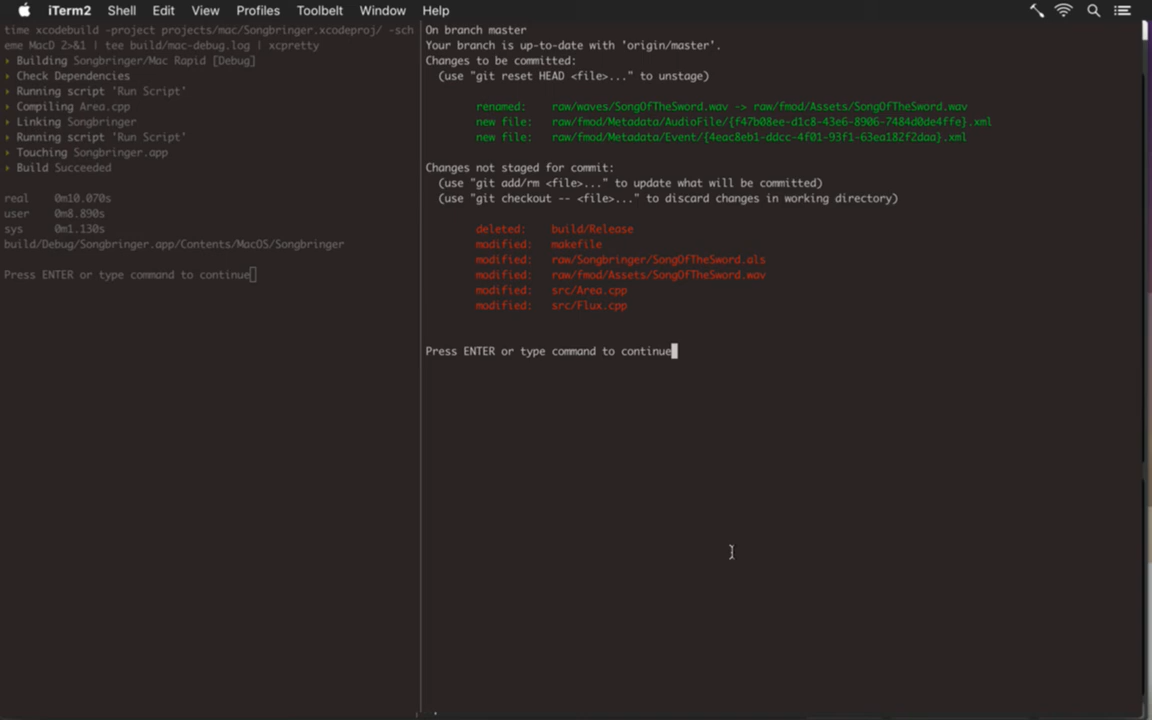 iTerm2 Shell Edit View Profiles Toolbelt Window Help
time xcodebuild -project projects/mac/Songbringer.xcodeproj/ -sch
eme MacD 2>&1 | tee build/mac-debug.log | xcpretty
Building Songbringer/Mac Rapid [Debug]
Check Dependencies
Running script 'Run Script'
Compiling Area.cpp
Linking Songbringer
Running script 'Run Script'
Touching Songbringer.app
Build Succeeded
real 0m10.070s
user 0m8.890s
sys 0m1.130s
build/Debug/Songbringer.app/Contents/MacOS/Songbringer
Press ENTER or type command to continue
On branch master
Your branch is up-to-date with 'origin/master'.
Changes to be committed:
(use "git reset HEAD <file>..." to unstage)
renamed: raw/waves/SongOfTheSword.wav -> raw/fmod/Assets/SongOfTheSword.wav
new file: raw/fmod/Metadata/AudioFile/{f47b08ee-d1c8-43e6-8906-7484d0de4ffe}.xml
new file: raw/fmod/Metadata/Event/{4eac8eb1-ddcc-4f01-93f1-63ea182f2daa}.xml
Changes not staged for commit:
(use "git add/rm <file>..." to update what will be committed)
(use "git checkout -- <file>..." to discard changes in working directory)
deleted: build/Release
modified: makefile
modified: raw/Songbringer/SongOfTheSword.als
modified: raw/fmod/Assets/SongOfTheSword.wav
modified: src/Area.cpp
modified: src/Flux.cpp
Press ENTER or type command to continue